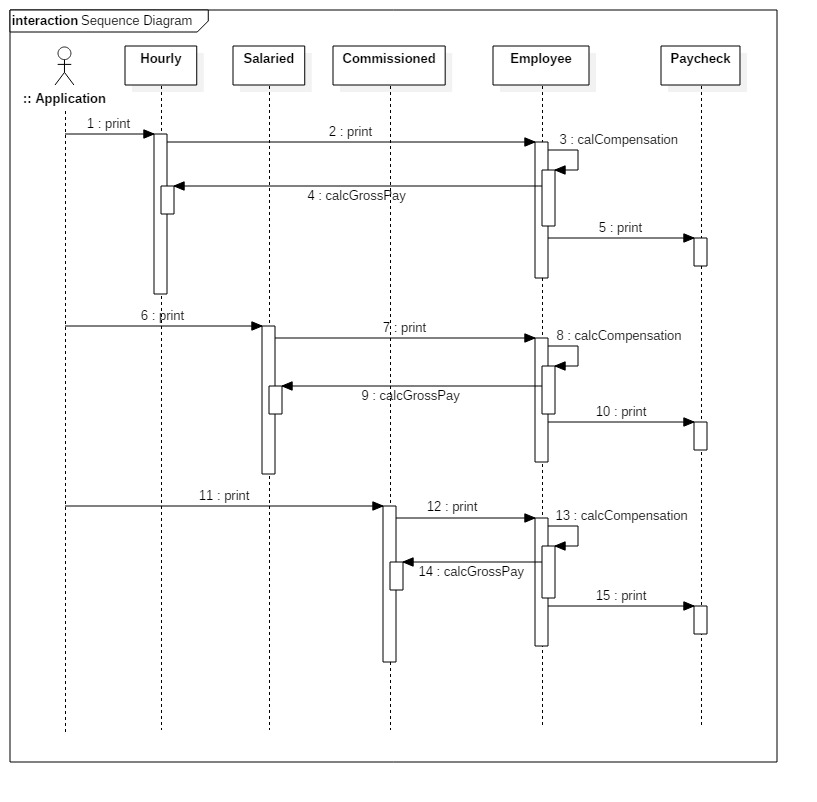 interaction Sequence Diagram
Hourly
Salaried
Commissioned
Employee
Paycheck
:: Application
1 : print
2 : print
3 : calCompensation
4 : calcGrossPay
5 : print
6 : print
7 : print
8 : calcCompensation
9 : calcGrossPay
10 : print
11 : print
12 : print
13 : calcCompensation
14 : calcGrossPay
15 : print